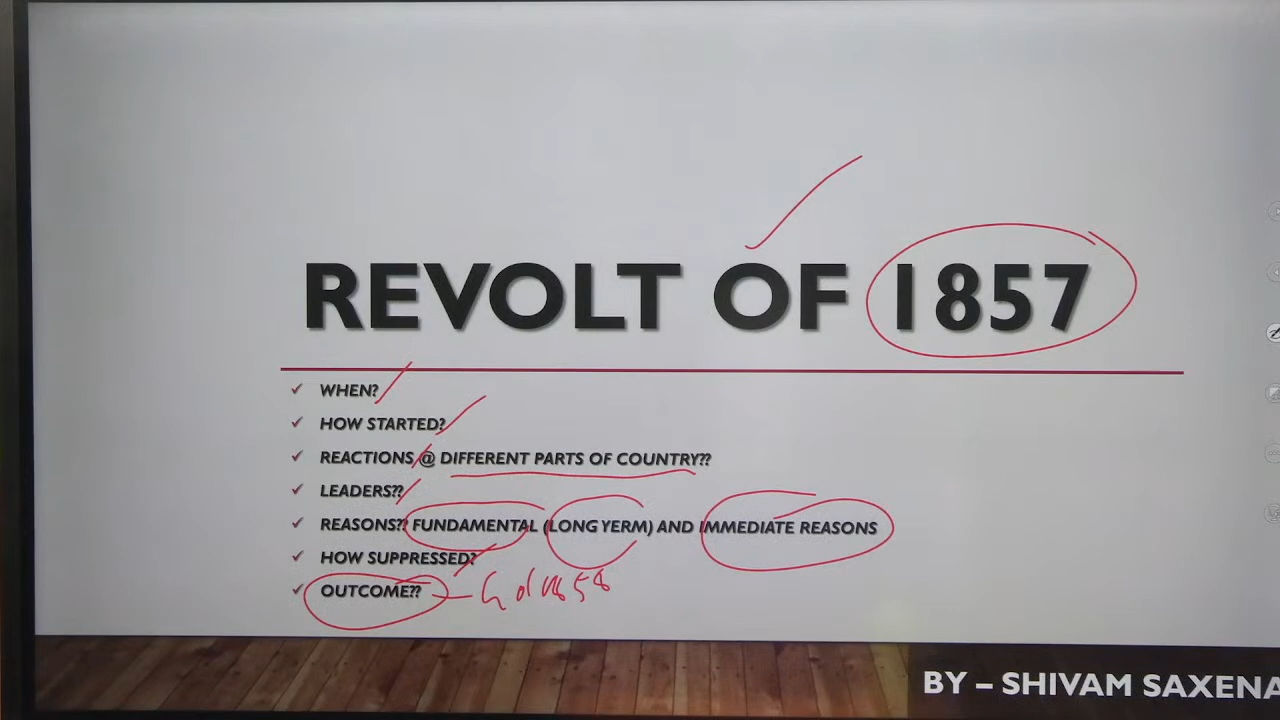 REVOLT OF 1857
WHEN?
HOW STARTED?
REACTIONS @ DIFFERENT PARTS OF COUNTRY??
LEADERS??
REASONS?? FUNDAMENTAL (LONG YERM) AND IMMEDIATE REASONS
HOW SUPPRESSED?
OUTCOME??
BY – SHIVAM SAXENA